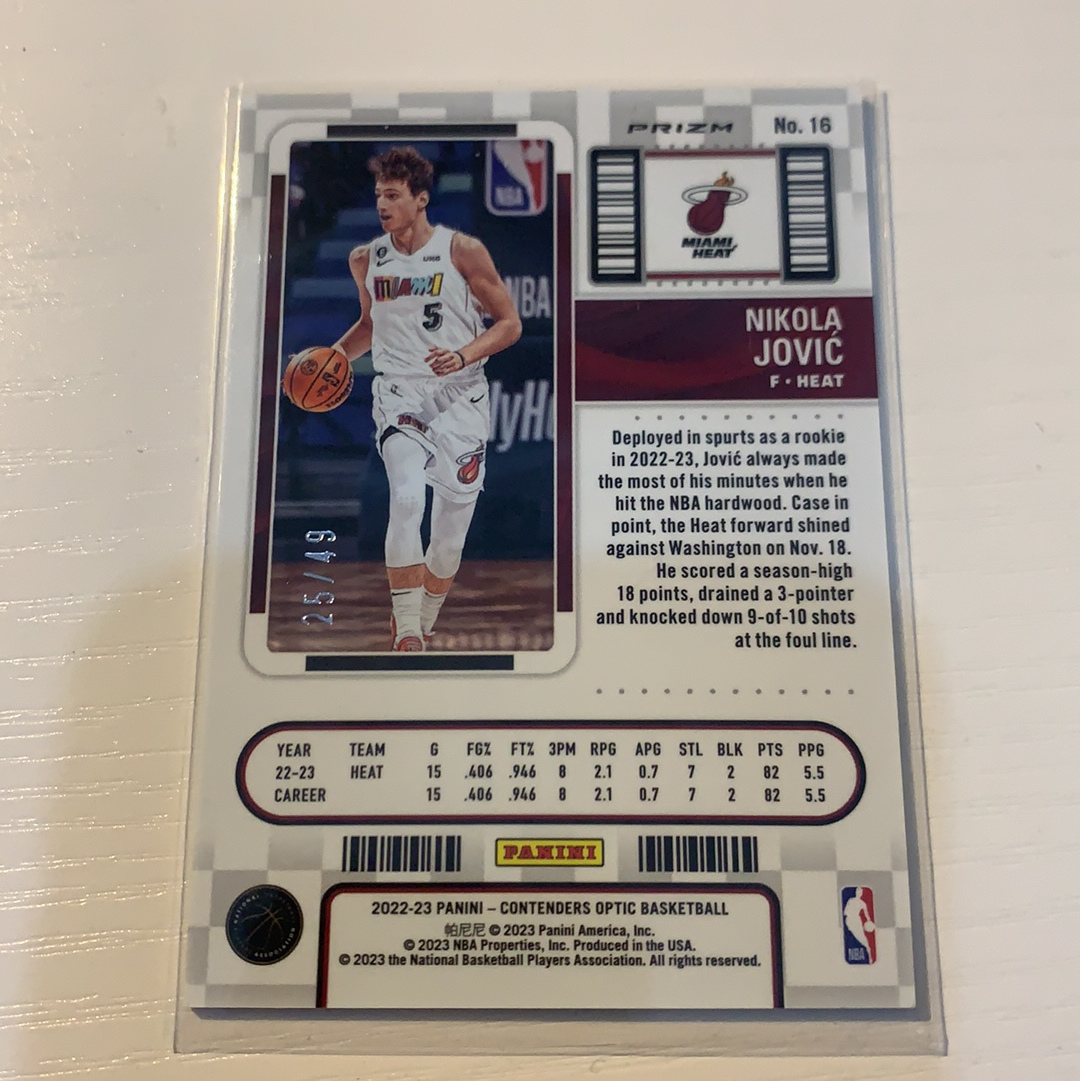 PRIZM
No. 16
MIAMI
HEAT
NBA
UKG
MIAMI
5
NBA
25/49
NIKOLA
JOVIĆ
F · HEAT
Deployed in spurts as a rookie
in 2022-23, Jović always made
the most of his minutes when he
hit the NBA hardwood. Case in
point, the Heat forward shined
against Washington on Nov. 18.
He scored a season-high
18 points, drained a 3-pointer
and knocked down 9-of-10 shots
at the foul line.
YEAR TEAM G FG% FT% 3PM RPG APG STL BLK PTS PPG
22-23 HEAT 15 .406 .946 8 2.1 0.7 7 2 82 5.5
CAREER 15 .406 .946 8 2.1 0.7 7 2 82 5.5
PANINI
2022-23 PANINI – CONTENDERS OPTIC BASKETBALL
帕尼尼 © 2023 Panini America, Inc.
© 2023 NBA Properties, Inc. Produced in the USA.
© 2023 the National Basketball Players Association. All rights reserved.
NATIONAL
ASSOCIATION
NBA